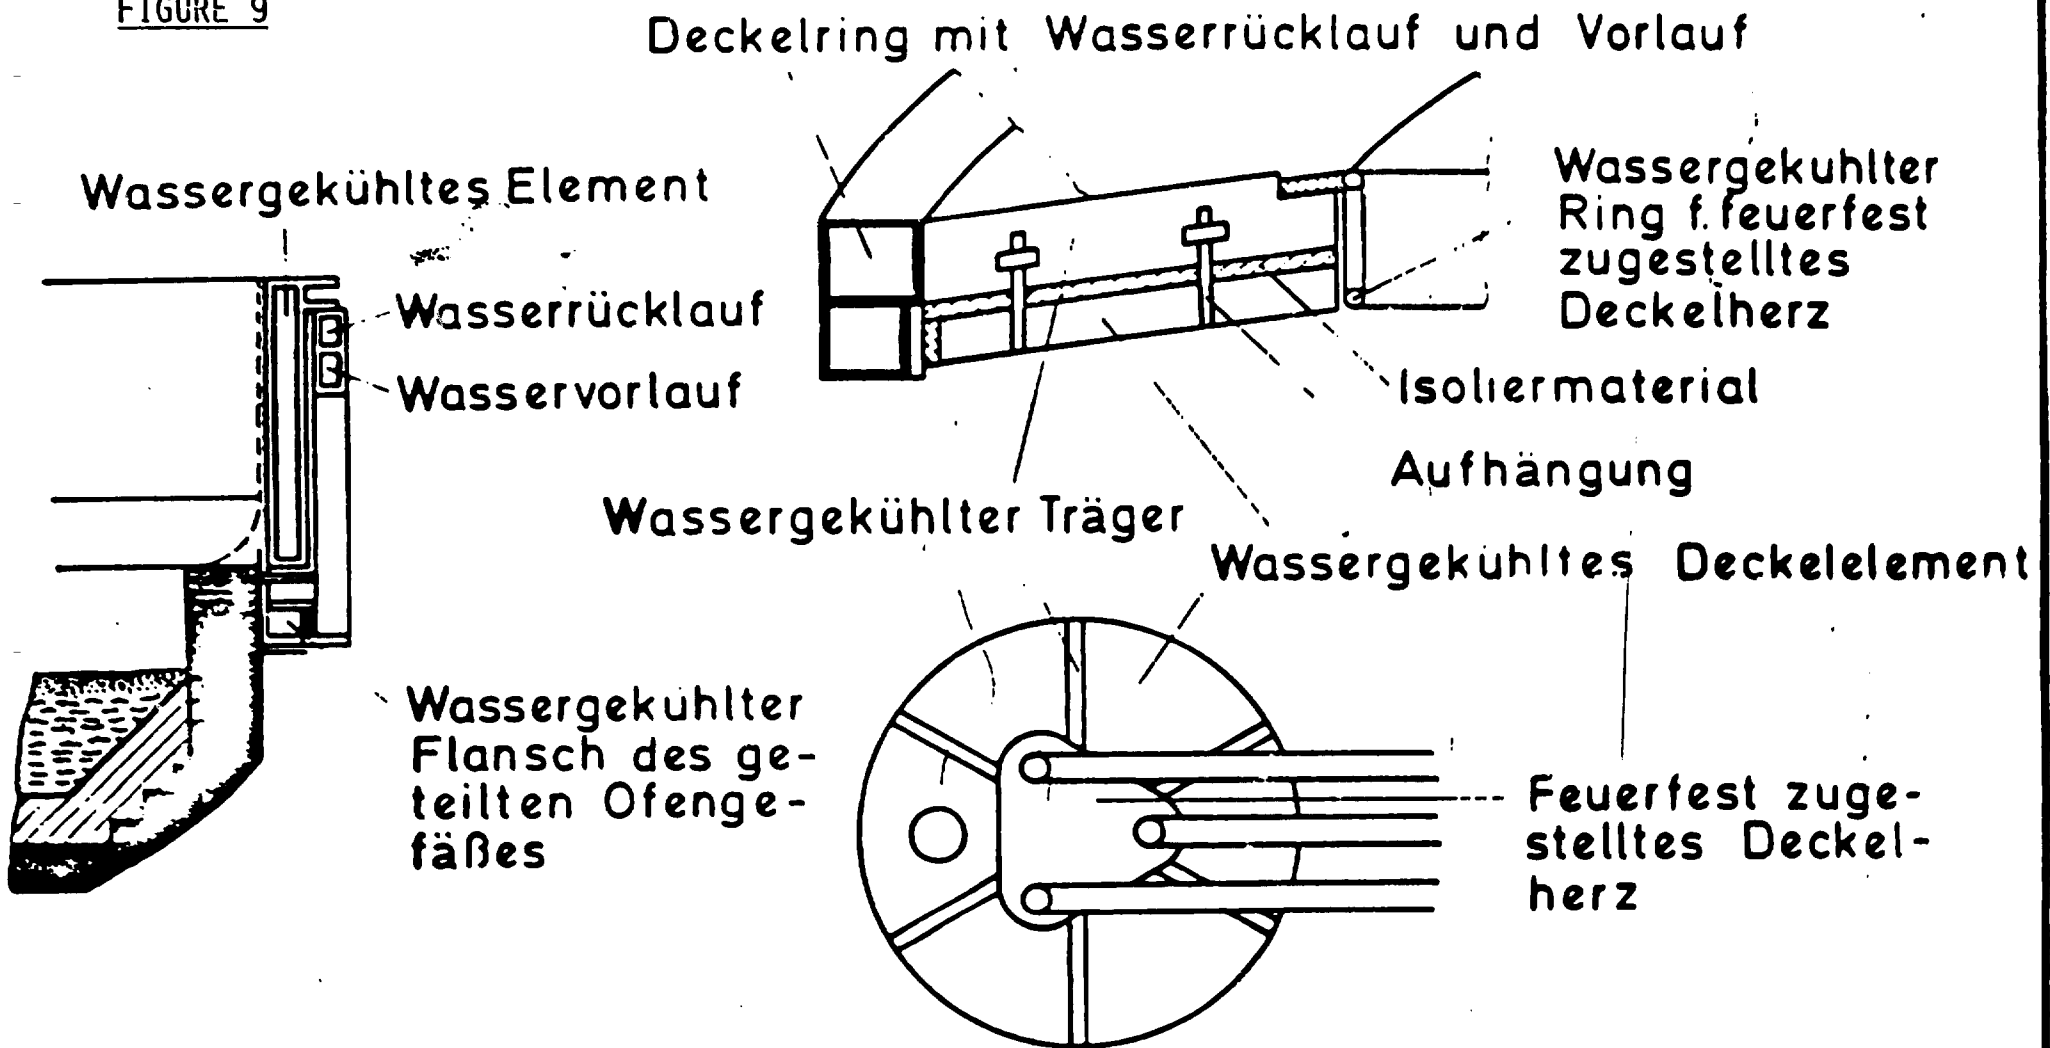 FIGURE 9
Deckelring mit Wasserrücklauf und Vorlauf
Wassergekühltes Element
Wasserrücklauf
Wasservorlauf
Wassergekuhlter
Ring f. feuerfest
zugestelltes
Deckelherz
Isoliermaterial
Aufhängung
Wassergekühlter Träger
Wassergekühltes Deckelelement
Wassergekuhlter
Flansch des ge-
teilten Ofenge-
fäßes
Feuerfest zuge-
stelltes Deckel-
herz